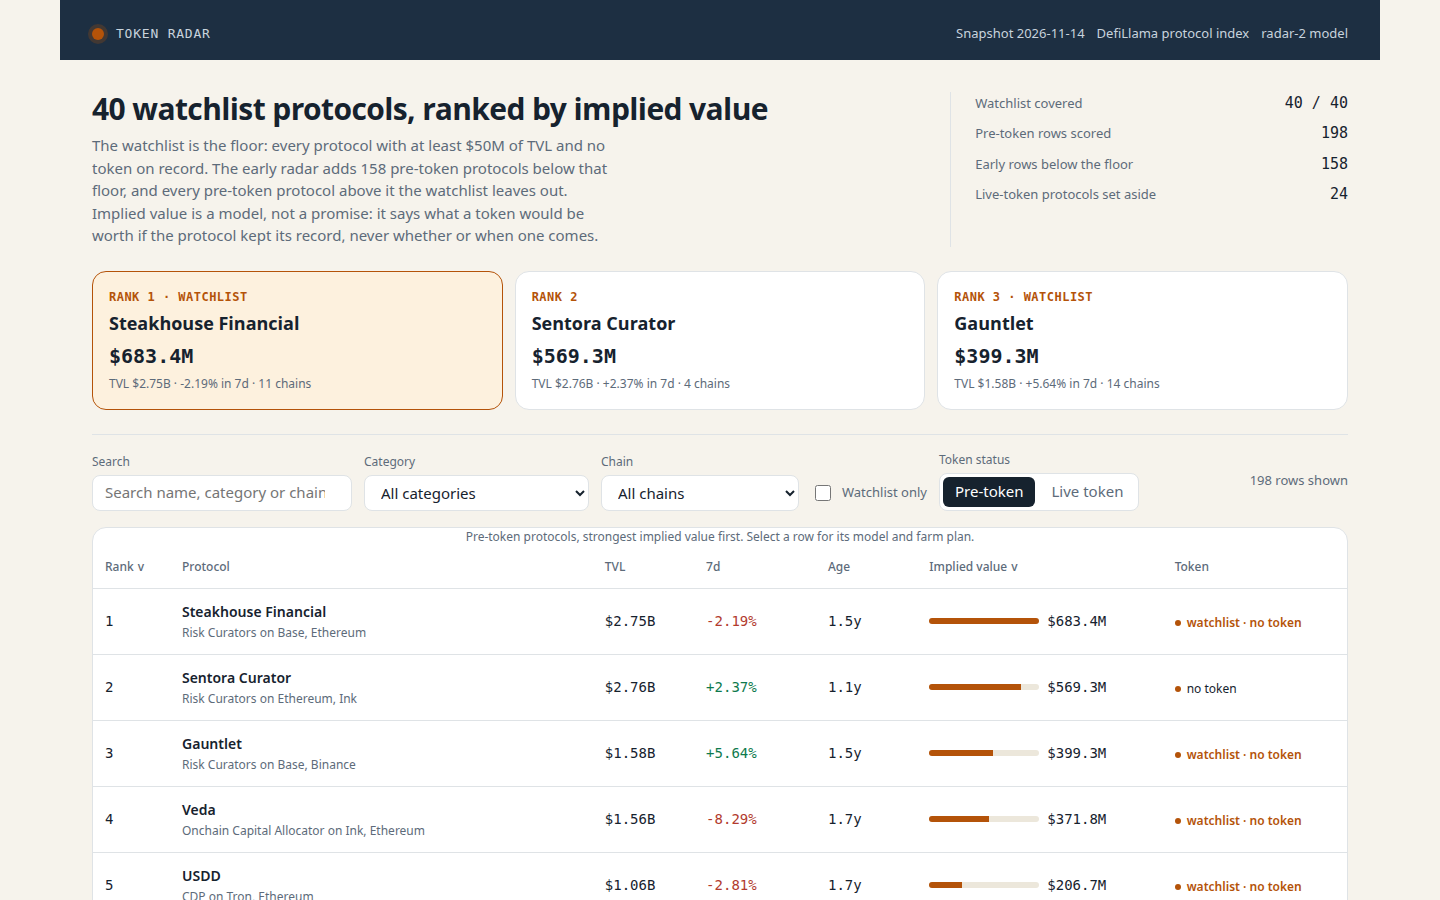 TOKEN RADAR
Snapshot 2026-11-14 DefiLlama protocol index radar-2 model
40 watchlist protocols, ranked by implied value
The watchlist is the floor: every protocol with at least $50M of TVL and no
token on record. The early radar adds 158 pre-token protocols below that
floor, and every pre-token protocol above it the watchlist leaves out.
Implied value is a model, not a promise: it says what a token would be
worth if the protocol kept its record, never whether or when one comes.
Watchlist covered 40 / 40
Pre-token rows scored 198
Early rows below the floor 158
Live-token protocols set aside 24
RANK 1 · WATCHLIST
Steakhouse Financial
$683.4M
TVL $2.75B · -2.19% in 7d · 11 chains
RANK 2
Sentora Curator
$569.3M
TVL $2.76B · +2.37% in 7d · 4 chains
RANK 3 · WATCHLIST
Gauntlet
$399.3M
TVL $1.58B · +5.64% in 7d · 14 chains
Search
Search name, category or chain
Category
All categories
Chain
All chains
Watchlist only
Token status
Pre-token Live token
198 rows shown
Pre-token protocols, strongest implied value first. Select a row for its model and farm plan.
Rank v Protocol TVL 7d Age Implied value v Token
1 Steakhouse Financial $2.75B -2.19% 1.5y $683.4M watchlist · no token
Risk Curators on Base, Ethereum
2 Sentora Curator $2.76B +2.37% 1.1y $569.3M no token
Risk Curators on Ethereum, Ink
3 Gauntlet $1.58B +5.64% 1.5y $399.3M watchlist · no token
Risk Curators on Base, Binance
4 Veda $1.56B -8.29% 1.7y $371.8M watchlist · no token
Onchain Capital Allocator on Ink, Ethereum
5 USDD $1.06B -2.81% 1.7y $206.7M watchlist · no token
CDP on Tron, Ethereum